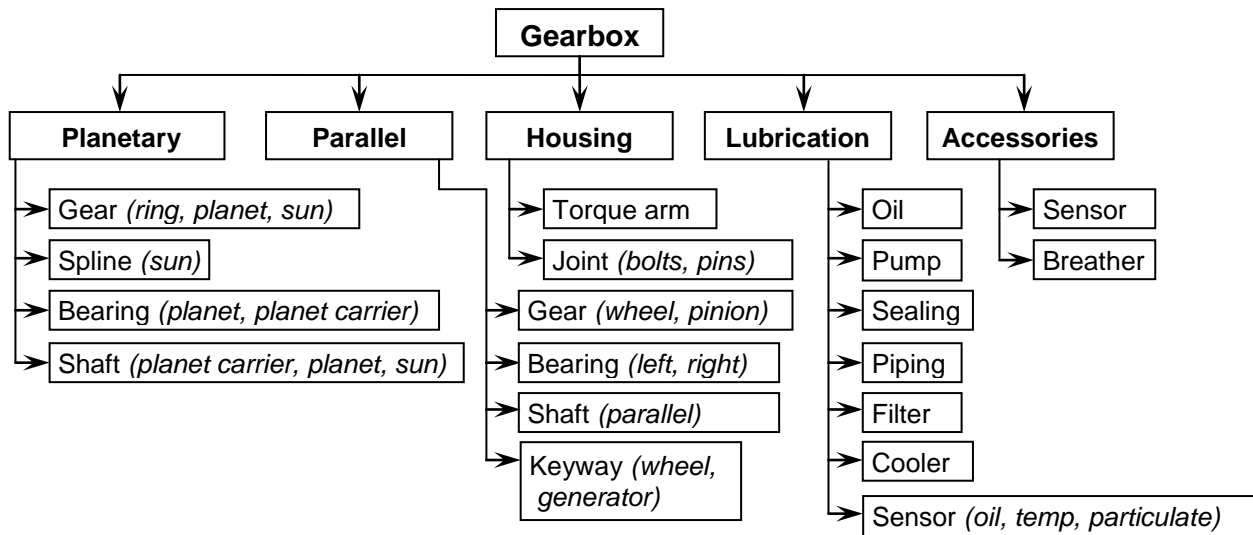 Gearbox
Planetary
Parallel
Housing
Lubrication
Accessories
Gear (ring, planet, sun)
Spline (sun)
Bearing (planet, planet carrier)
Shaft (planet carrier, planet, sun)
Torque arm
Joint (bolts, pins)
Gear (wheel, pinion)
Bearing (left, right)
Shaft (parallel)
Keyway (wheel,
generator)
Oil
Pump
Sealing
Piping
Filter
Cooler
Sensor (oil, temp, particulate)
Sensor
Breather